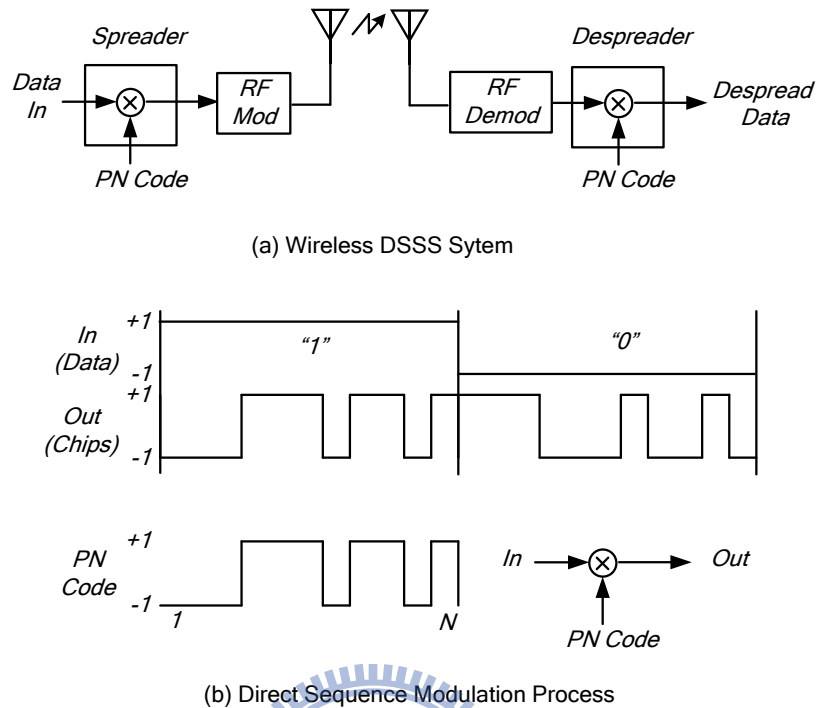 Spreader
Despreader
Data
In
RF
Mod
RF
Demod
Despread
Data
PN Code
PN Code
(a) Wireless DSSS Sytem
In
(Data)
+1
-1
“1”
“0”
Out
(Chips)
+1
-1
PN
Code
+1
-1
1
N
In
Out
PN Code
(b) Direct Sequence Modulation Process